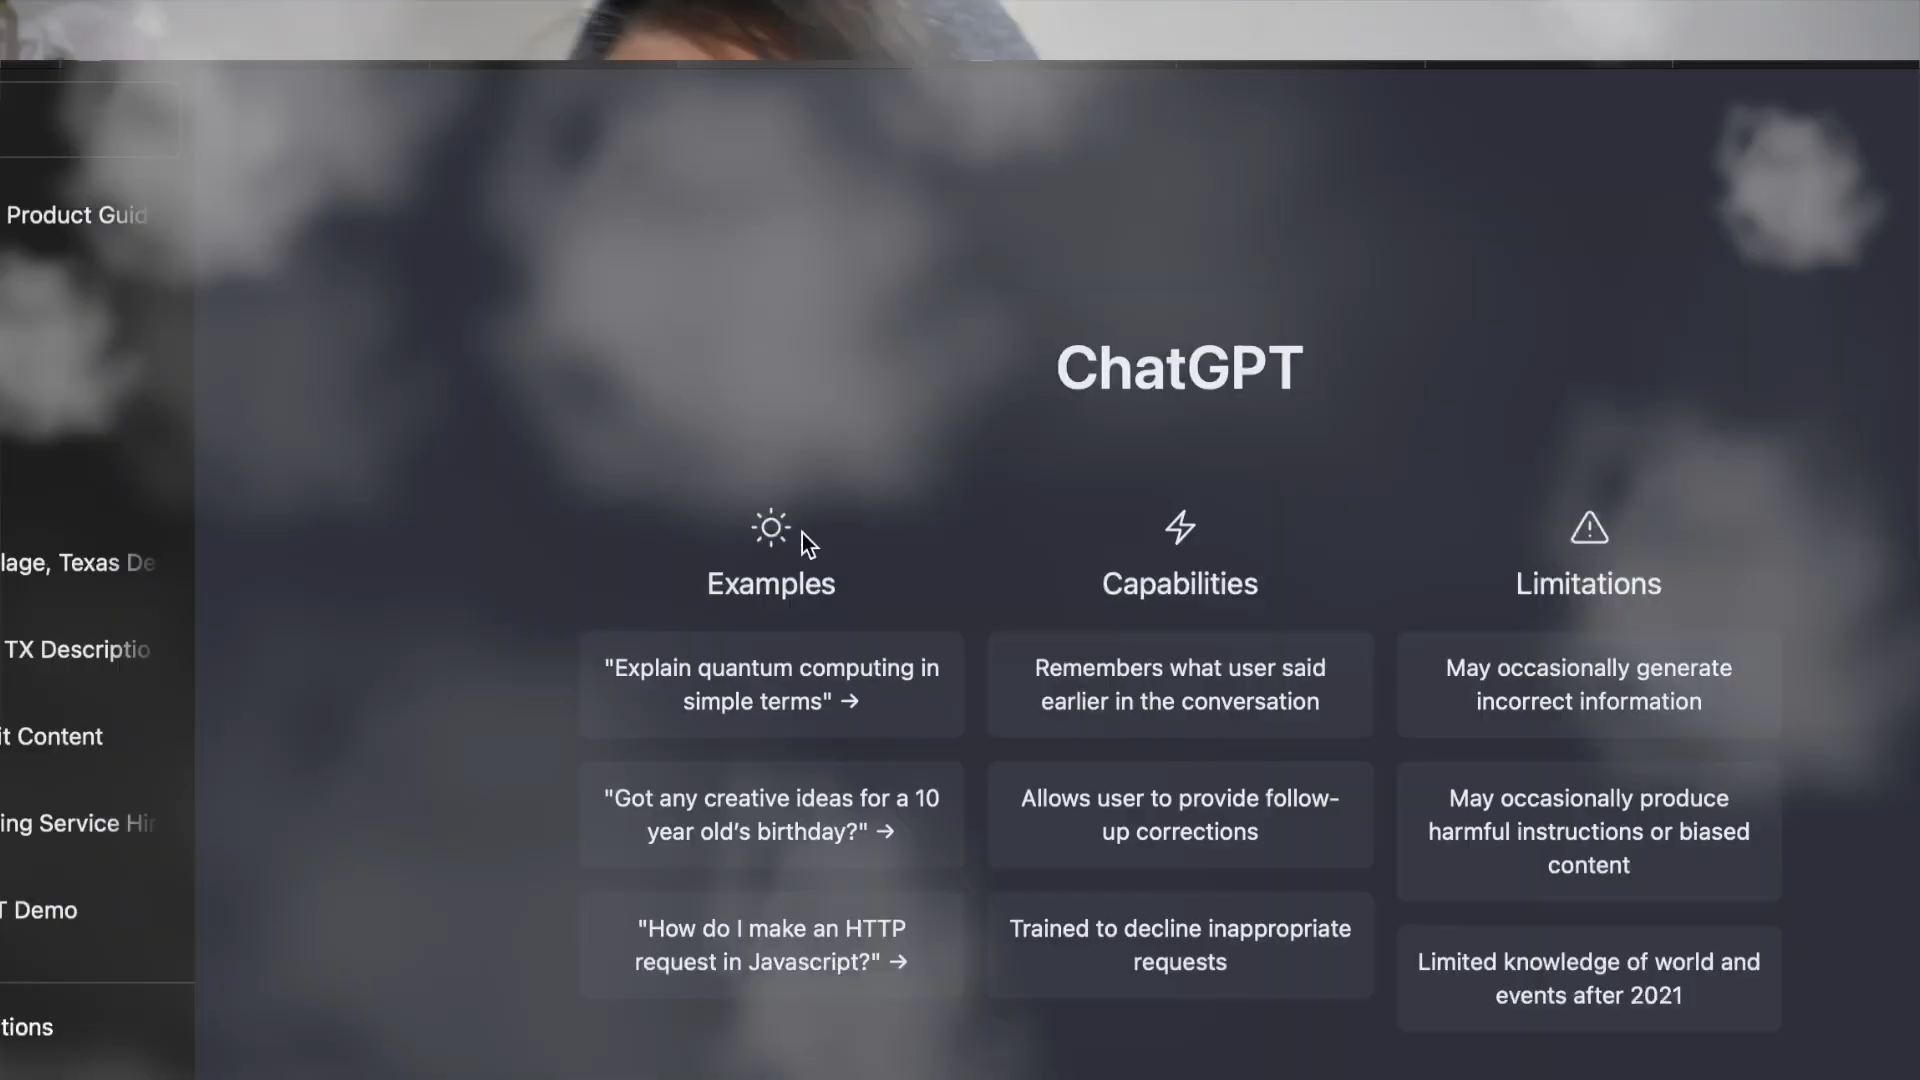 Product Guid
lage, Texas De
TX Descriptio
it Content
ing Service Hir
T Demo
tions
ChatGPT
Examples
"Explain quantum computing in
simple terms" →
"Got any creative ideas for a 10
year old's birthday?" →
"How do I make an HTTP
request in Javascript?" →
Capabilities
Remembers what user said
earlier in the conversation
Allows user to provide follow-
up corrections
Trained to decline inappropriate
requests
Limitations
May occasionally generate
incorrect information
May occasionally produce
harmful instructions or biased
content
Limited knowledge of world and
events after 2021